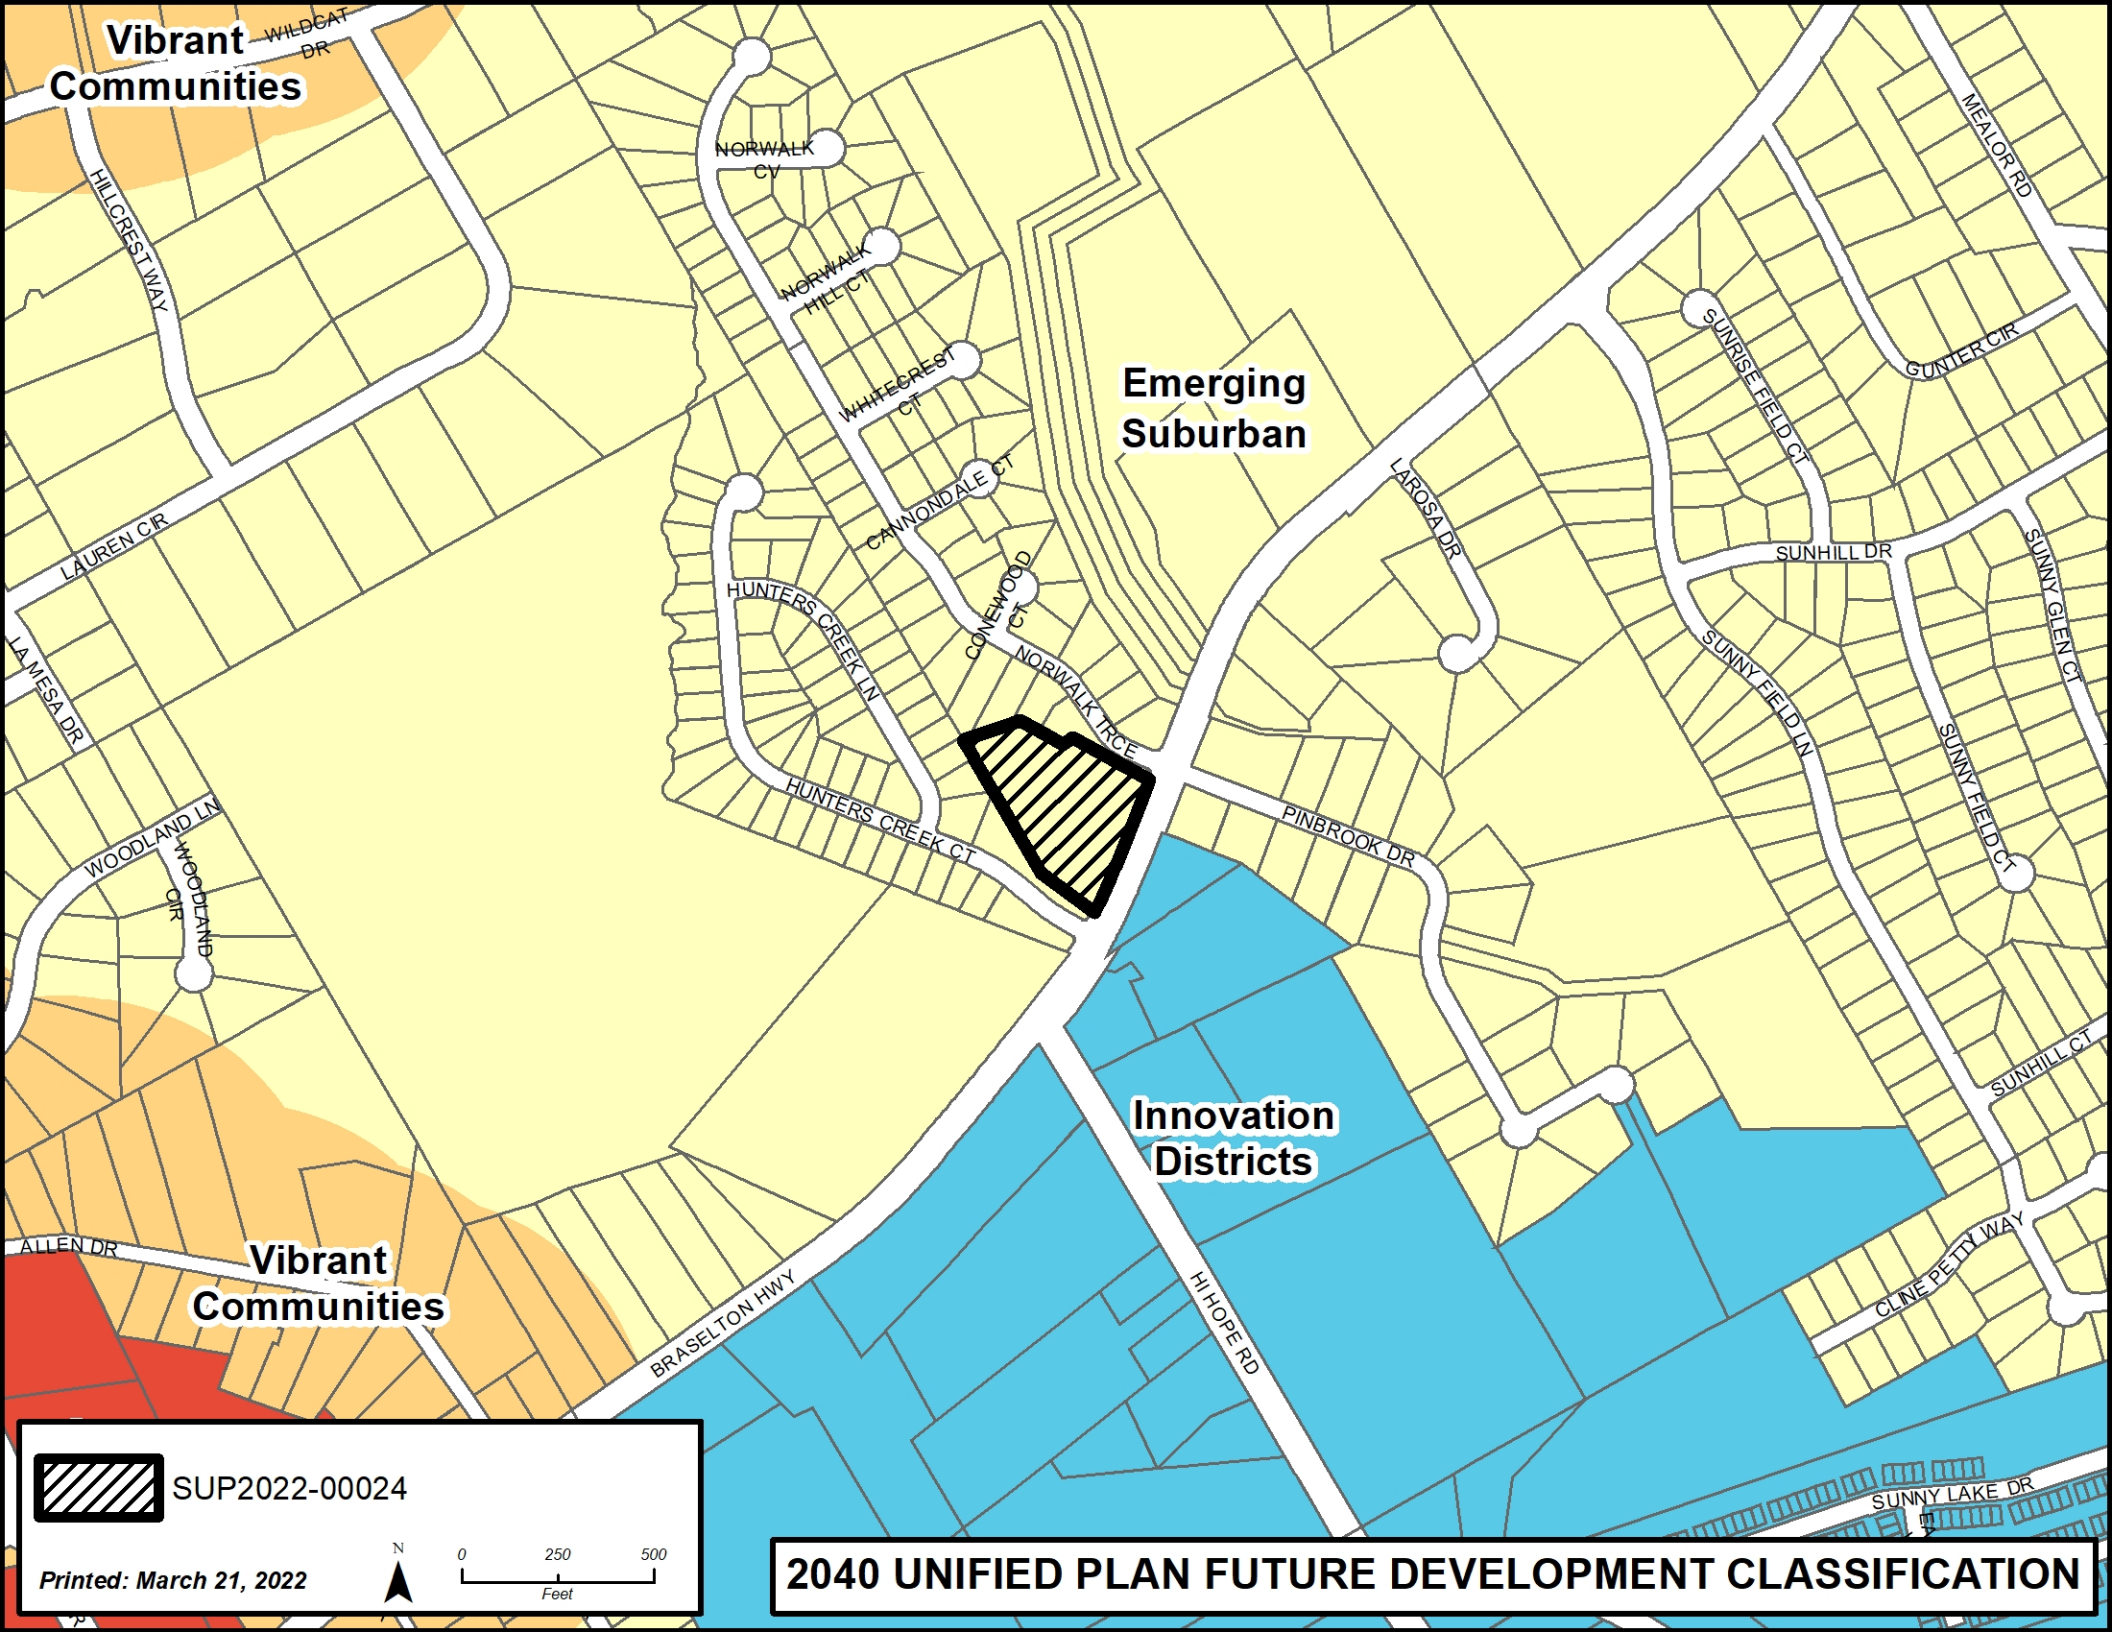 Vibrant
Communities
WILDCAT
DR
HILLCREST WAY
NORWALK
CV
NORWALK
HILL CT
WHITECREST
CT
CANNONDALE CT
CONEWOOD
CT
NORWALK TRCE
HUNTERS CREEK LN
HUNTERS CREEK CT
LAUREN CIR
LA MESA DR
WOODLAND LN
WOODLAND
CIR
Emerging
Suburban
MEALOR RD
GUNTER CIR
SUNRISE FIELD CT
LAROSA DR
SUNHILL DR
SUNNY GLEN CT
SUNNY FIELD LN
SUNNY FIELD CT
PINBROOK DR
SUNHILL CT
Innovation
Districts
CLINE PETTY WAY
HI HOPE RD
BRASELTON HWY
ALLEN DR
Vibrant
Communities
SUNNY LAKE DR
EA
SUP2022-00024
Printed: March 21, 2022
N
0 250 500
Feet
2040 UNIFIED PLAN FUTURE DEVELOPMENT CLASSIFICATION